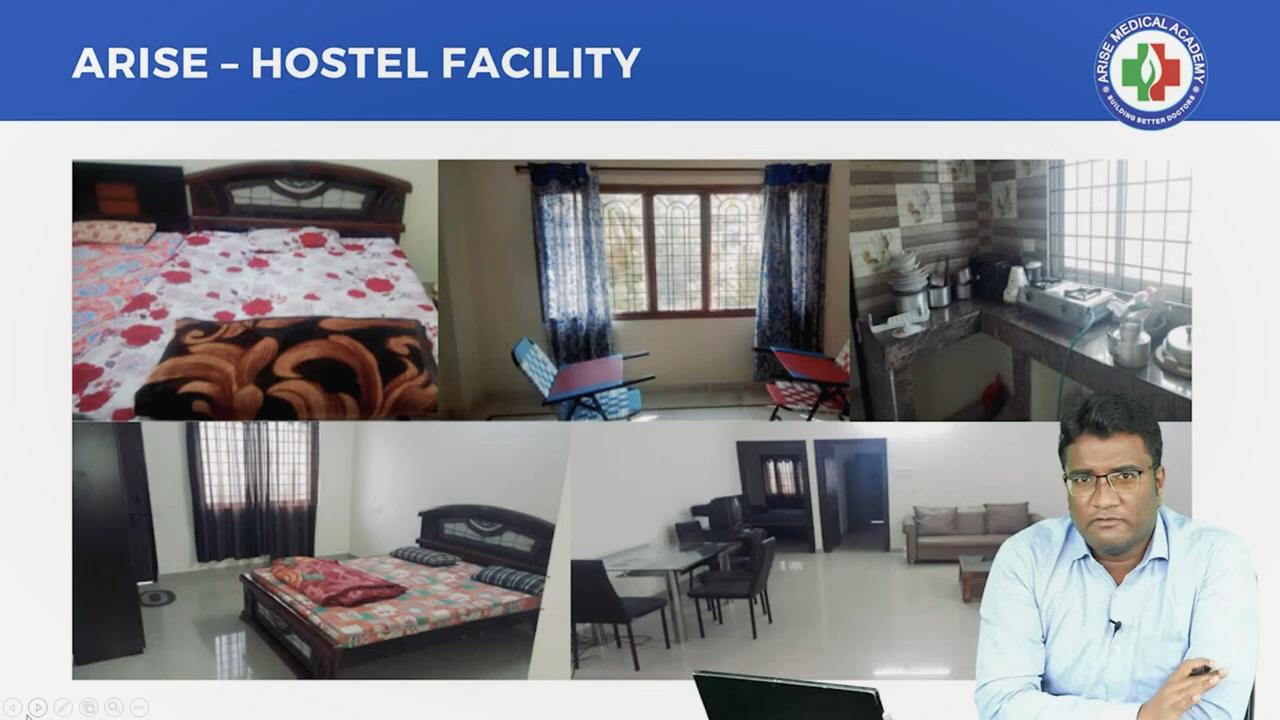 ARISE – HOSTEL FACILITY
ARISE MEDICAL ACADEMY
BUILDING BETTER DOCTORS